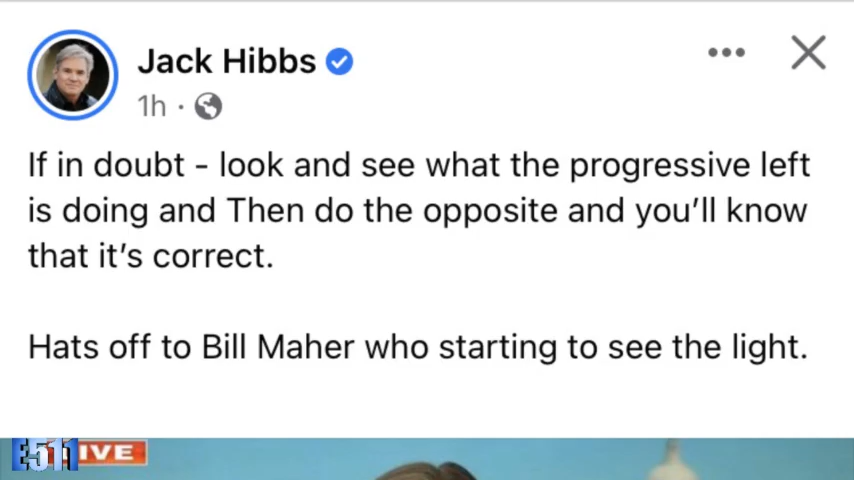 Jack Hibbs
1h ·
If in doubt - look and see what the progressive left
is doing and Then do the opposite and you'll know
that it's correct.
Hats off to Bill Maher who starting to see the light.
E511 IVE